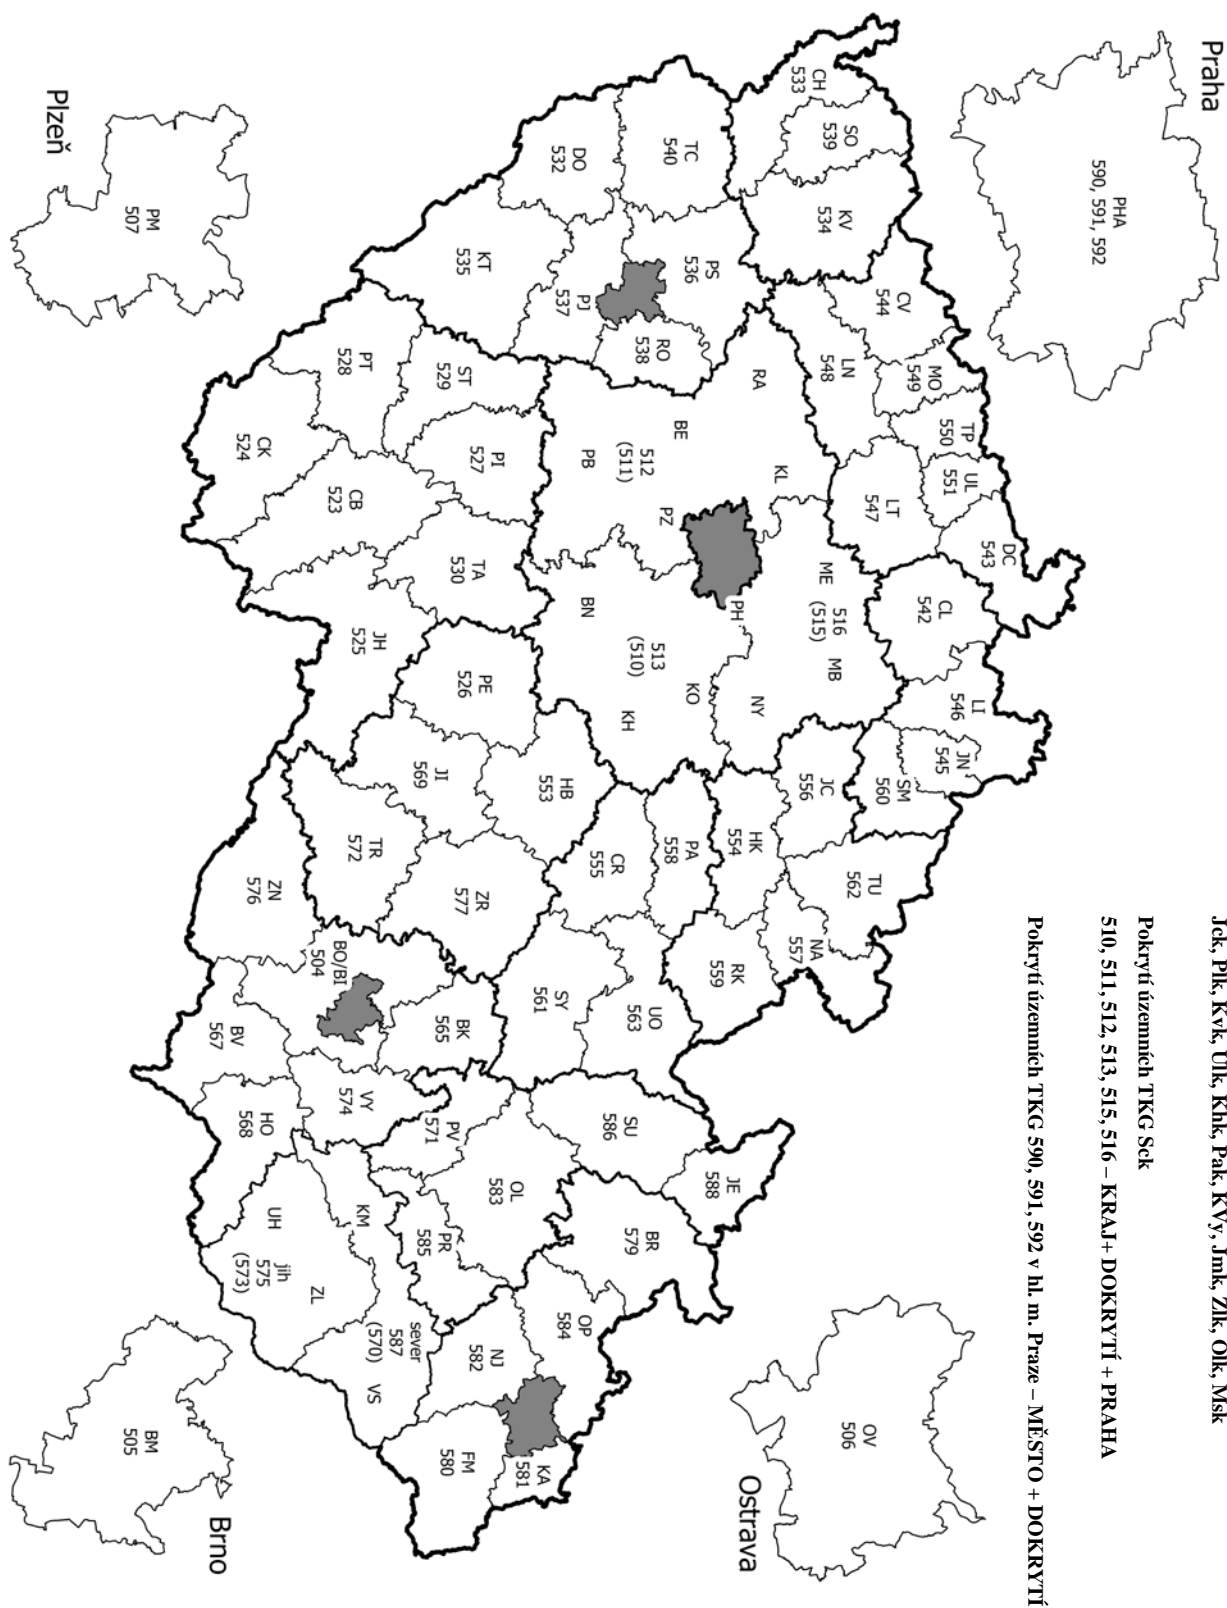 Jck, Plk, Kvk, Ulk, Khk, Pak, KVy, Jmk, Zlk, Olk, Msk
Pokrytí územních TKG Sck
510, 511, 512, 513, 515, 516 – KRAJ+ DOKRYTÍ + PRAHA
Pokrytí územních TKG 590, 591, 592 v hl. m. Praze – MĚSTO + DOKRYTÍ
Praha
PHA
590, 591, 592
Plzeň
PM
507
Ostrava
OV
506
Brno
BM
505
CH
533
SO
539
KV
534
TC
540
DO
532
PS
536
PJ
537
KT
535
RO
538
CV
544
MO
549
TP
550
UL
551
DC
543
LN
548
LT
547
CL
542
LI
546
JN
545
SM
560
RA
KL
BE
512
(511)
PB
PZ
ME
516
(515)
MB
PH
NY
BN
513
(510)
KO
KH
PT
528
ST
529
PI
527
CK
524
CB
523
TA
530
JH
525
PE
526
JI
569
HB
553
TR
572
ZR
577
JC
556
HK
554
TU
562
NA
557
RK
559
PA
558
CR
555
UO
563
SY
561
ZN
576
BO/BI
504
BK
565
BV
567
VY
574
HO
568
PV
571
SU
586
JE
588
OL
583
PR
585
BR
579
OP
584
NJ
582
KA
581
FM
580
KM
UH
jih
575
(573)
ZL
sever
587
(570)
VS